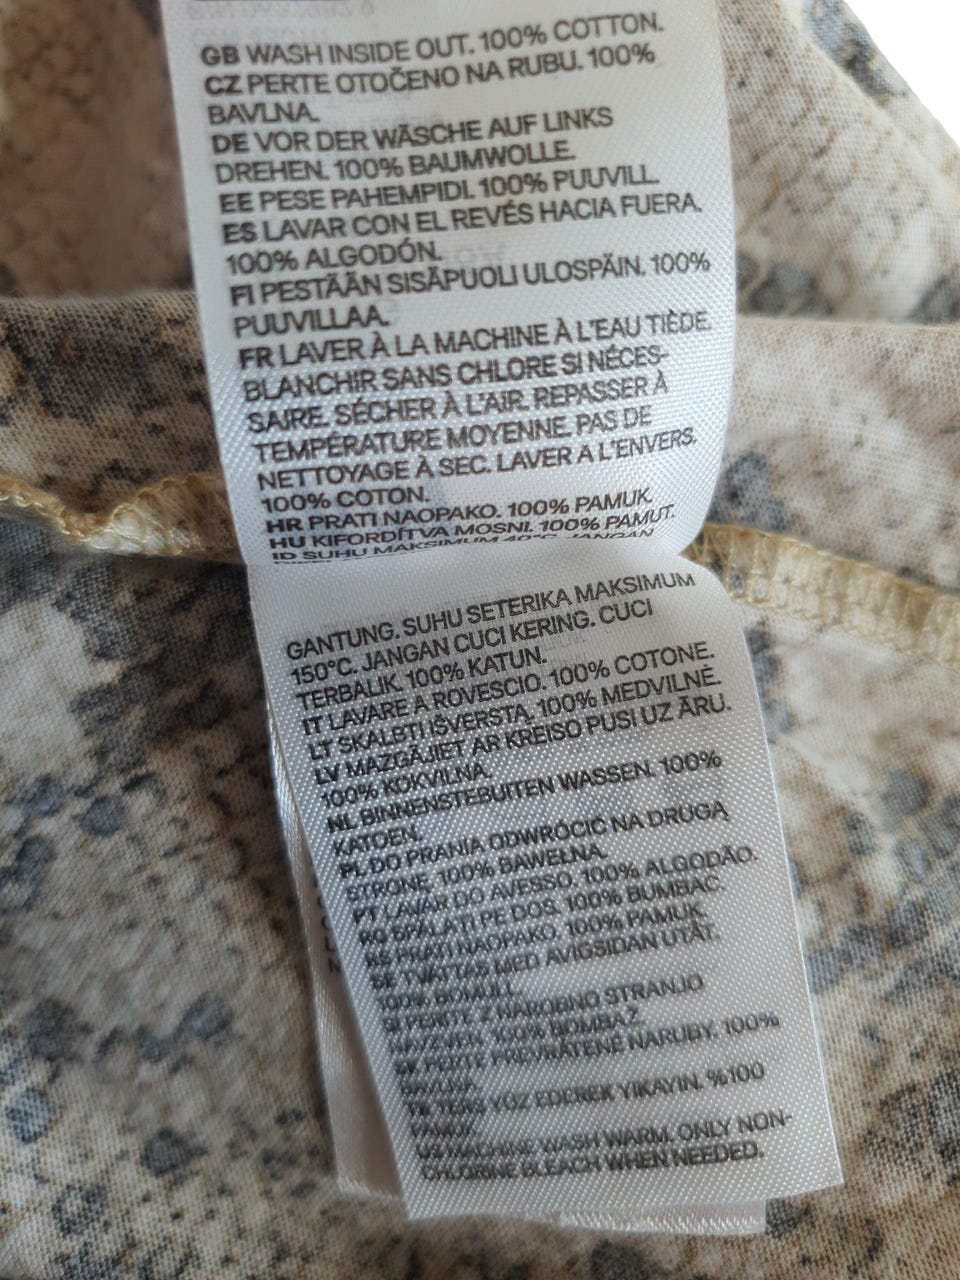 GB WASH INSIDE OUT. 100% COTTON.
CZ PERTE OTOČENO NA RUBU. 100%
BAVLNA.
DE VOR DER WÄSCHE AUF LINKS
DREHEN. 100% BAUMWOLLE.
EE PESE PAHEMPIDI. 100% PUUVILL
ES LAVAR CON EL REVÉS HACIA FUERA.
100% ALGODÓN.
FI PESTÄÄN SISÄPUOLI ULOSPÄIN. 100%
PUUVILLAA.
FR LAVER À LA MACHINE À L'EAU TIÈDE.
BLANCHIR SANS CHLORE SI NÉCES-
SAIRE. SÉCHER À L'AIR. REPASSER À
TEMPÉRATURE MOYENNE. PAS DE
NETTOYAGE À SEC. LAVER A L'ENVERS.
100% COTON.
HR PRATI NAOPAKO. 100% PAMUK.
HU KIFORDÍTVA MOSNI. 100% PAMUT.
ID SUHU MAKSIMUM 40°C. JANGAN
GANTUNG. SUHU SETERIKA MAKSIMUM
150°C. JANGAN CUCI KERING. CUCI
TERBALIK. 100% KATUN.
IT LAVARE A ROVESCIO. 100% COTONE.
LT SKALBTI IŠVERSTĄ. 100% MEDVILNĖ.
LV MAZGĀJIET AR KREISO PUSI UZ ĀRU.
100% KOKVILNA.
NL BINNENSTEBUITEN WASSEN. 100%
KATOEN.
PL DO PRANIA ODWRÓCIĆ NA DRUGĄ
STRONĘ. 100% BAWEŁNA.
PT LAVAR DO AVESSO. 100% ALGODÃO.
RO SPĂLAȚI PE DOS. 100% BUMBAC.
RS PRATI NAOPAKO. 100% PAMUK.
SE TVÄTTAS MED AVIGSIDAN UTÅT.
100% BOMULL.
SI PERITE Z NAROBNO STRANJO
NAVZVEN. 100% BOMBAŽ.
SK PERTE PREVRÁTENÉ NARUBY. 100%
BAVLNA.
TR TERS YÜZ EDEREK YIKAYIN. %100
PAMUK.
US MACHINE WASH WARM. ONLY NON-
CHLORINE BLEACH WHEN NEEDED.